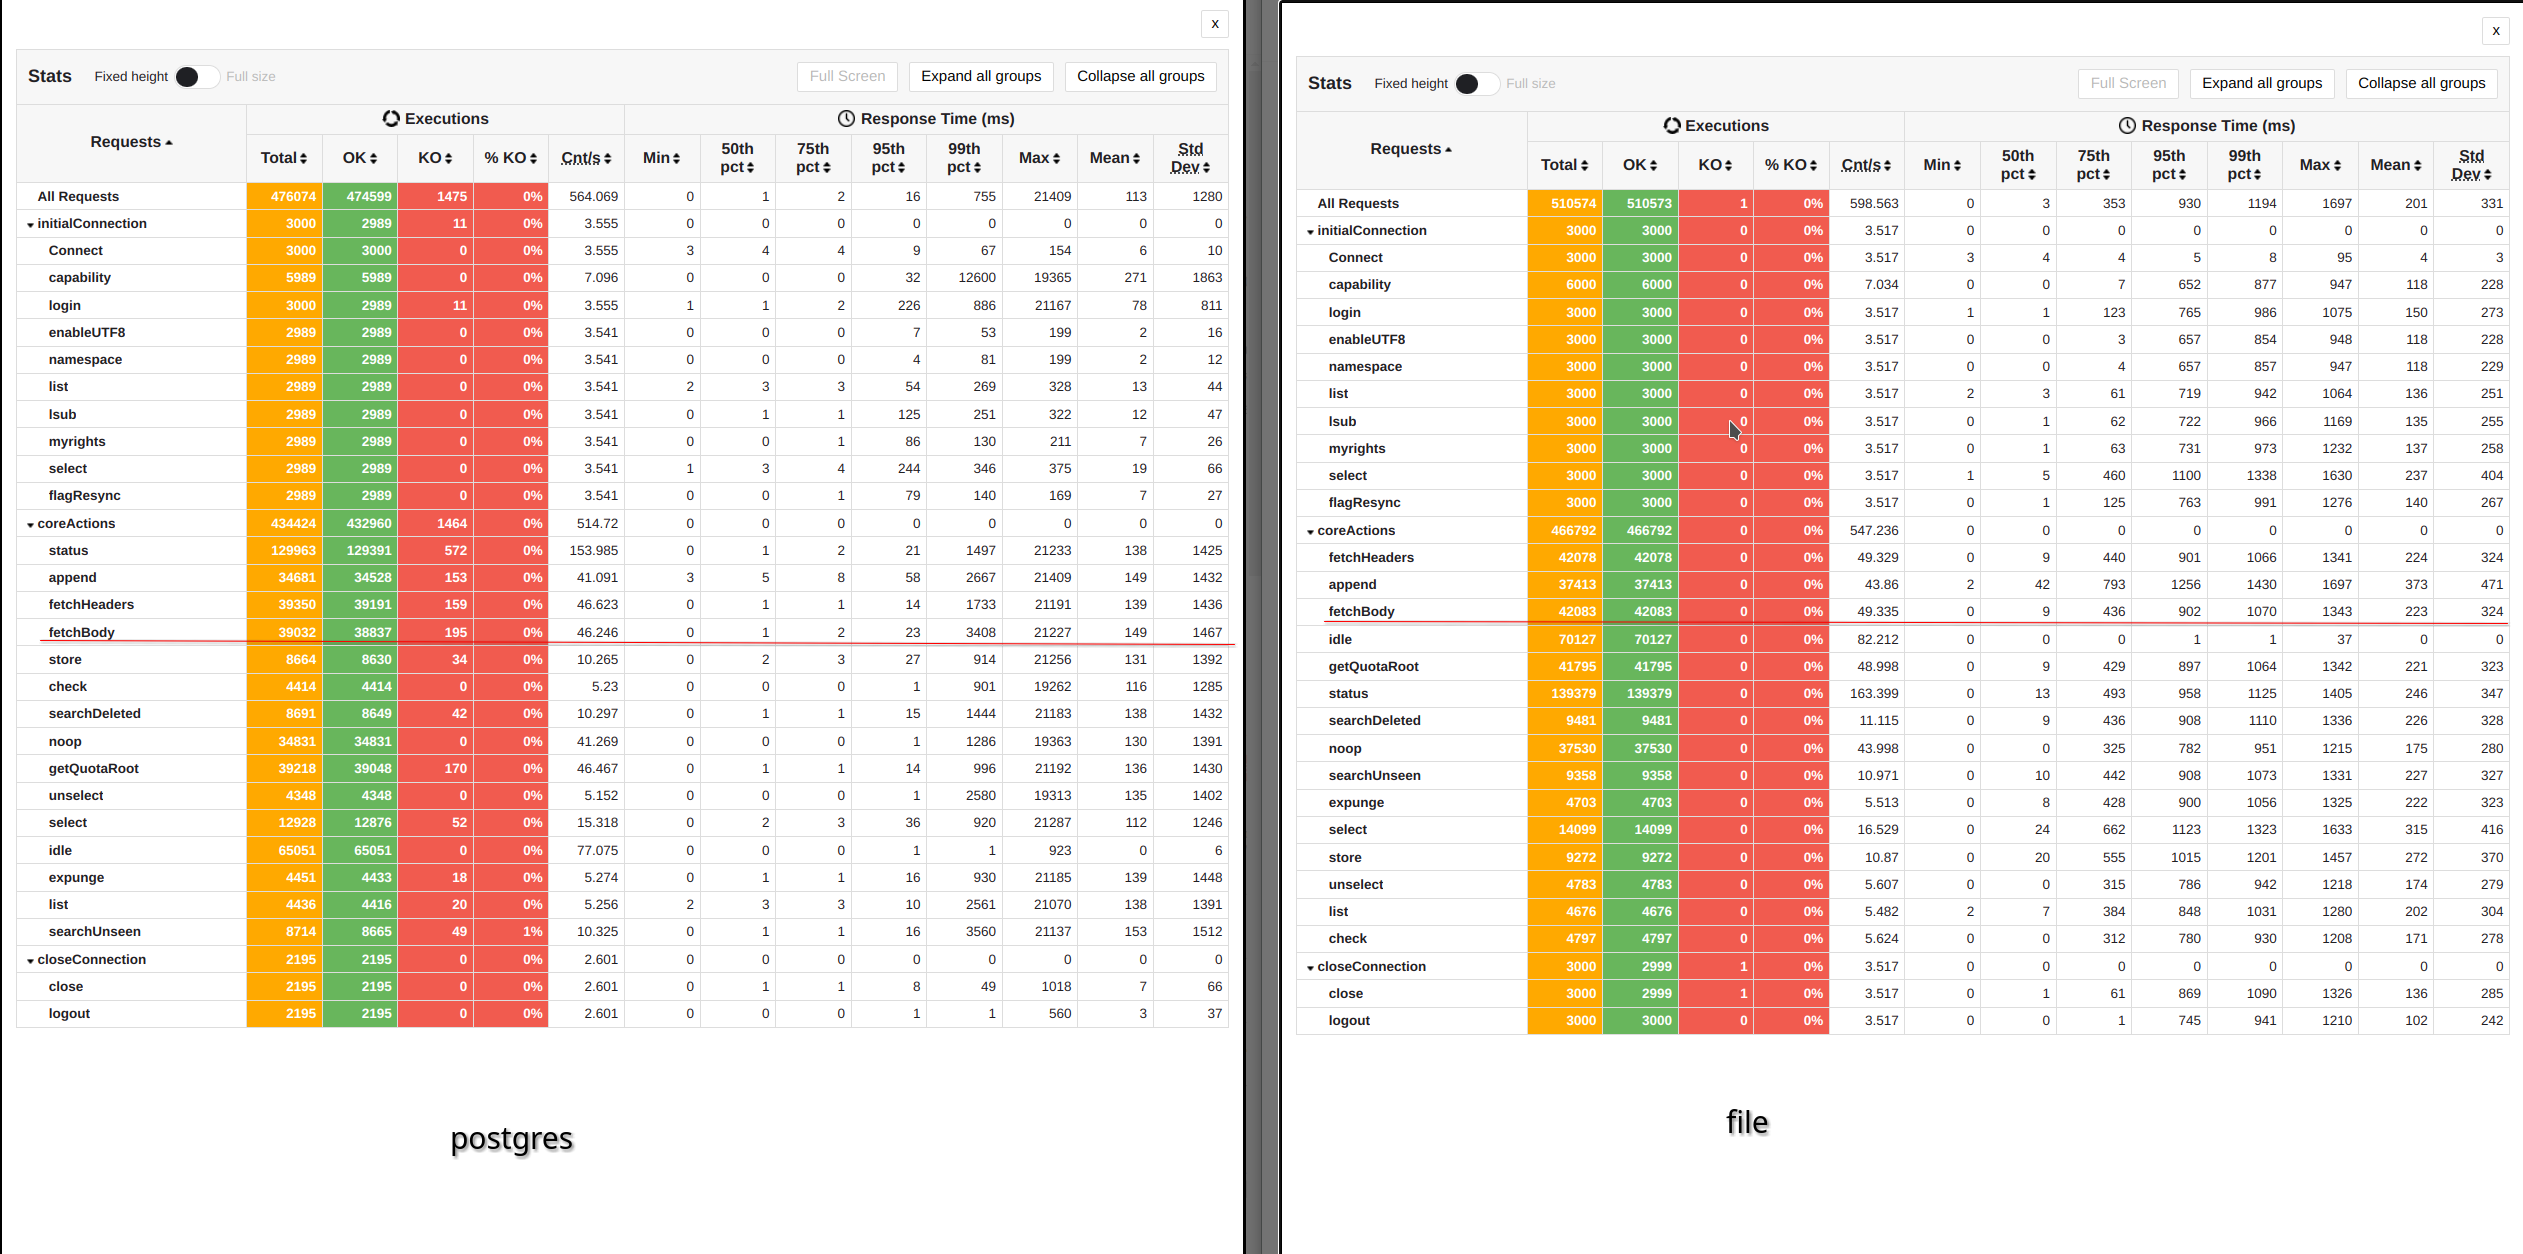 x
Stats Fixed height Full size Full Screen Expand all groups Collapse all groups
Requests Executions Response Time (ms)
Total OK KO % KO Cnt/s Min 50th pct 75th pct 95th pct 99th pct Max Mean Std Dev
All Requests 476074 474599 1475 0% 564.069 0 1 2 16 755 21409 113 1280
initialConnection 3000 2989 11 0% 3.555 0 0 0 0 0 0 0 0
Connect 3000 3000 0 0% 3.555 3 4 4 9 67 154 6 10
capability 5989 5989 0 0% 7.096 0 0 0 32 12600 19365 271 1863
login 3000 2989 11 0% 3.555 1 1 2 226 886 21167 78 811
enableUTF8 2989 2989 0 0% 3.541 0 0 0 7 53 199 2 16
namespace 2989 2989 0 0% 3.541 0 0 0 4 81 199 2 12
list 2989 2989 0 0% 3.541 2 3 3 54 269 328 13 44
lsub 2989 2989 0 0% 3.541 0 1 1 125 251 322 12 47
myrights 2989 2989 0 0% 3.541 0 0 1 86 130 211 7 26
select 2989 2989 0 0% 3.541 1 3 4 244 346 375 19 66
flagResync 2989 2989 0 0% 3.541 0 0 1 79 140 169 7 27
coreActions 434424 432960 1464 0% 514.72 0 0 0 0 0 0 0 0
status 129963 129391 572 0% 153.985 0 1 2 21 1497 21233 138 1425
append 34681 34528 153 0% 41.091 3 5 8 58 2667 21409 149 1432
fetchHeaders 39350 39191 159 0% 46.623 0 1 1 14 1733 21191 139 1436
fetchBody 39032 38837 195 0% 46.246 0 1 2 23 3408 21227 149 1467
store 8664 8630 34 0% 10.265 0 2 3 27 914 21256 131 1392
check 4414 4414 0 0% 5.23 0 0 0 1 901 19262 116 1285
searchDeleted 8691 8649 42 0% 10.297 0 1 1 15 1444 21183 138 1432
noop 34831 34831 0 0% 41.269 0 0 0 1 1286 19363 130 1391
getQuotaRoot 39218 39048 170 0% 46.467 0 1 1 14 996 21192 136 1430
unselect 4348 4348 0 0% 5.152 0 0 0 1 2580 19313 135 1402
select 12928 12876 52 0% 15.318 0 2 3 36 920 21287 112 1246
idle 65051 65051 0 0% 77.075 0 0 0 1 1 923 0 6
expunge 4451 4433 18 0% 5.274 0 1 1 16 930 21185 139 1448
list 4436 4416 20 0% 5.256 2 3 3 10 2561 21070 138 1391
searchUnseen 8714 8665 49 1% 10.325 0 1 1 16 3560 21137 153 1512
closeConnection 2195 2195 0 0% 2.601 0 0 0 0 0 0 0 0
close 2195 2195 0 0% 2.601 0 1 1 8 49 1018 7 66
logout 2195 2195 0 0% 2.601 0 0 0 1 1 560 3 37
postgres
x
Stats Fixed height Full size Full Screen Expand all groups Collapse all groups
Requests Executions Response Time (ms)
Total OK KO % KO Cnt/s Min 50th pct 75th pct 95th pct 99th pct Max Mean Std Dev
All Requests 510574 510573 1 0% 598.563 0 3 353 930 1194 1697 201 331
initialConnection 3000 3000 0 0% 3.517 0 0 0 0 0 0 0 0
Connect 3000 3000 0 0% 3.517 3 4 4 5 8 95 4 3
capability 6000 6000 0 0% 7.034 0 0 7 652 877 947 118 228
login 3000 3000 0 0% 3.517 1 1 123 765 986 1075 150 273
enableUTF8 3000 3000 0 0% 3.517 0 0 3 657 854 948 118 228
namespace 3000 3000 0 0% 3.517 0 0 4 657 857 947 118 229
list 3000 3000 0 0% 3.517 2 3 61 719 942 1064 136 251
lsub 3000 3000 0 0% 3.517 0 1 62 722 966 1169 135 255
myrights 3000 3000 0 0% 3.517 0 1 63 731 973 1232 137 258
select 3000 3000 0 0% 3.517 1 5 460 1100 1338 1630 237 404
flagResync 3000 3000 0 0% 3.517 0 1 125 763 991 1276 140 267
coreActions 466792 466792 0 0% 547.236 0 0 0 0 0 0 0 0
fetchHeaders 42078 42078 0 0% 49.329 0 9 440 901 1066 1341 224 324
append 37413 37413 0 0% 43.86 2 42 793 1256 1430 1697 373 471
fetchBody 42083 42083 0 0% 49.335 0 9 436 902 1070 1343 223 324
idle 70127 70127 0 0% 82.212 0 0 0 1 1 37 0 0
getQuotaRoot 41795 41795 0 0% 48.998 0 9 429 897 1064 1342 221 323
status 139379 139379 0 0% 163.399 0 13 493 958 1125 1405 246 347
searchDeleted 9481 9481 0 0% 11.115 0 9 436 908 1110 1336 226 328
noop 37530 37530 0 0% 43.998 0 0 325 782 951 1215 175 280
searchUnseen 9358 9358 0 0% 10.971 0 10 442 908 1073 1331 227 327
expunge 4703 4703 0 0% 5.513 0 8 428 900 1056 1325 222 323
select 14099 14099 0 0% 16.529 0 24 662 1123 1323 1633 315 416
store 9272 9272 0 0% 10.87 0 20 555 1015 1201 1457 272 370
unselect 4783 4783 0 0% 5.607 0 0 315 786 942 1218 174 279
list 4676 4676 0 0% 5.482 2 7 384 848 1031 1280 202 304
check 4797 4797 0 0% 5.624 0 0 312 780 930 1208 171 278
closeConnection 3000 2999 1 0% 3.517 0 0 0 0 0 0 0 0
close 3000 2999 1 0% 3.517 0 1 61 869 1090 1326 136 285
logout 3000 3000 0 0% 3.517 0 0 1 745 941 1210 102 242
file